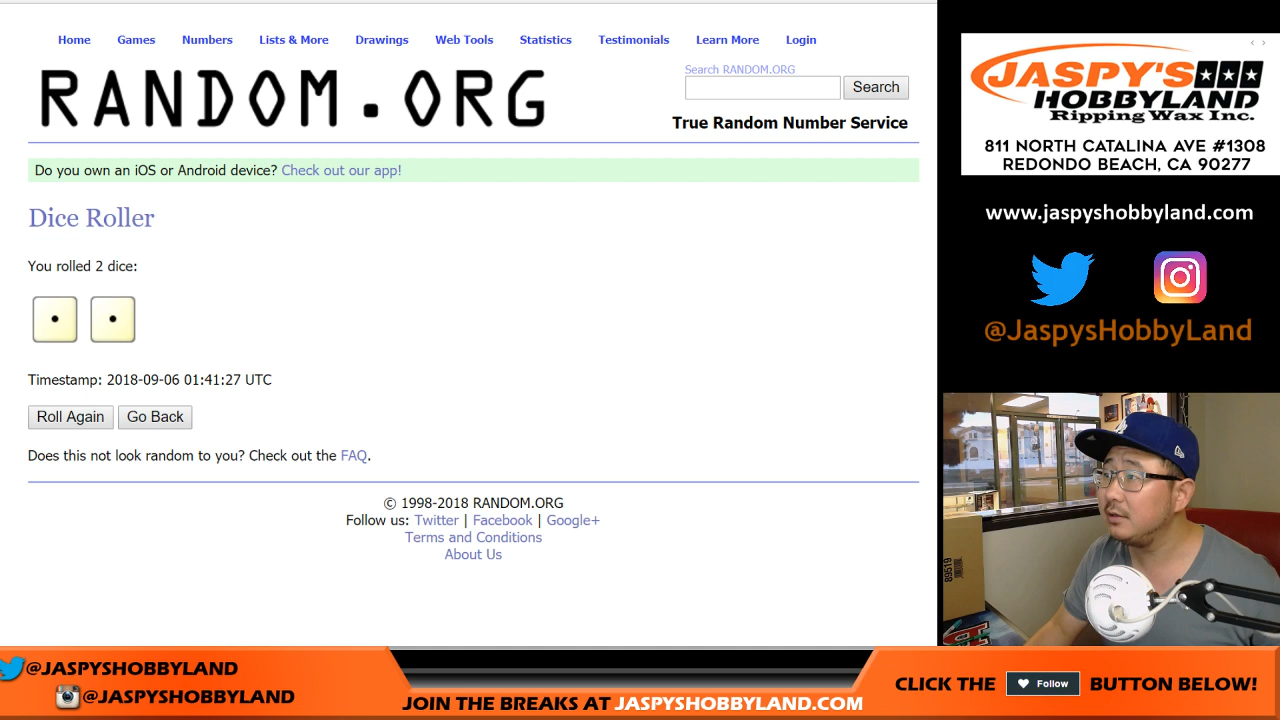 Home Games Numbers Lists & More Drawings Web Tools Statistics Testimonials Learn More Login
RANDOM.ORG
Search RANDOM.ORG
Search
True Random Number Service
Do you own an iOS or Android device? Check out our app!
Dice Roller
You rolled 2 dice:
Timestamp: 2018-09-06 01:41:27 UTC
Roll Again Go Back
Does this not look random to you? Check out the FAQ.
© 1998-2018 RANDOM.ORG
Follow us: Twitter | Facebook | Google+
Terms and Conditions
About Us
JASPY'S
HOBBYLAND
Ripping Wax Inc.
811 NORTH CATALINA AVE #1308
REDONDO BEACH, CA 90277
www.jaspyshobbyland.com
@JaspysHobbyLand
LA
61968
@JASPYSHOBBYLAND
@JASPYSHOBBYLAND
JOIN THE BREAKS AT JASPYSHOBBYLAND.COM
CLICK THE Follow BUTTON BELOW!